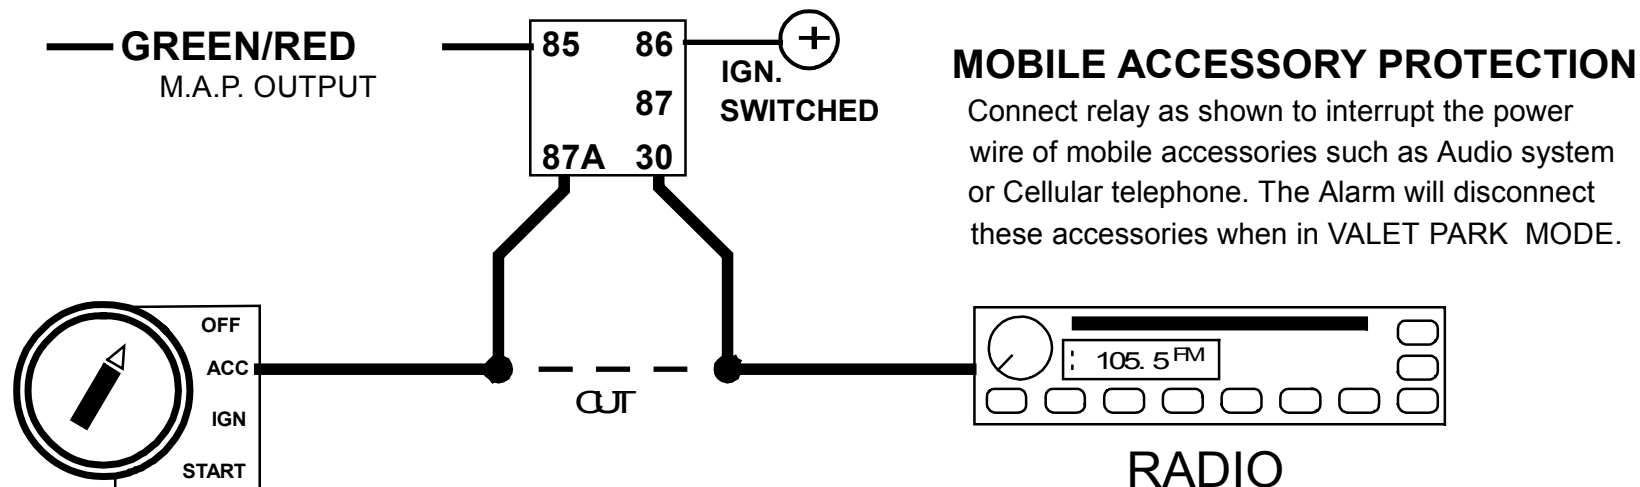 GREEN/RED
M.A.P. OUTPUT
85 86
87
87A 30
IGN.
SWITCHED
MOBILE ACCESSORY PROTECTION
Connect relay as shown to interrupt the power
wire of mobile accessories such as Audio system
or Cellular telephone. The Alarm will disconnect
these accessories when in VALET PARK MODE.
OFF
ACC
IGN
START
CUT
105.5 FM
RADIO